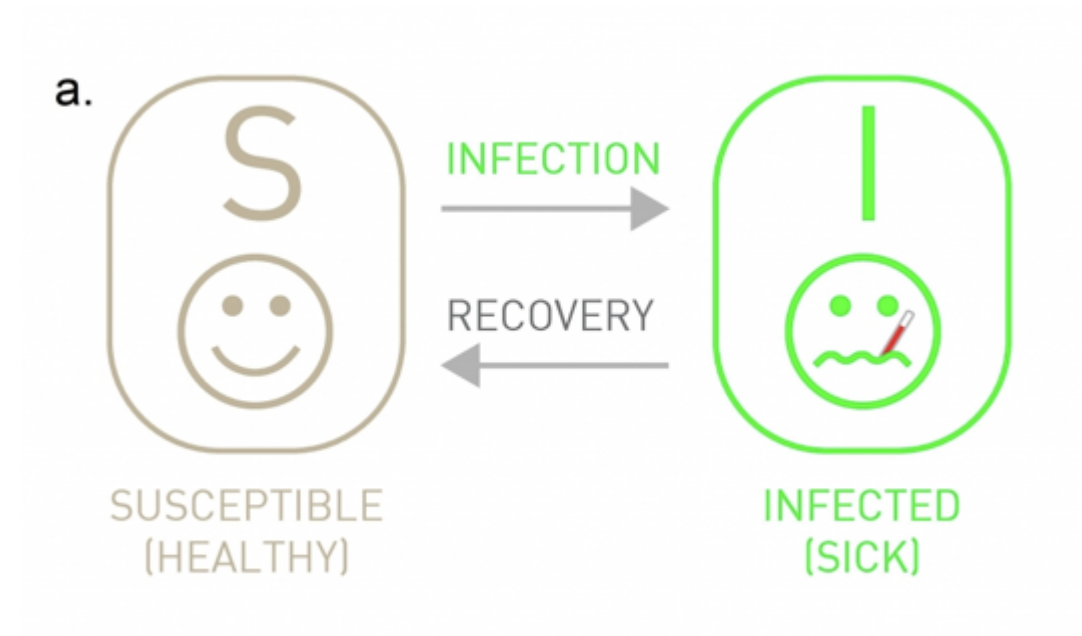 a.
S
INFECTION
I
RECOVERY
SUSCEPTIBLE
(HEALTHY)
INFECTED
(SICK)